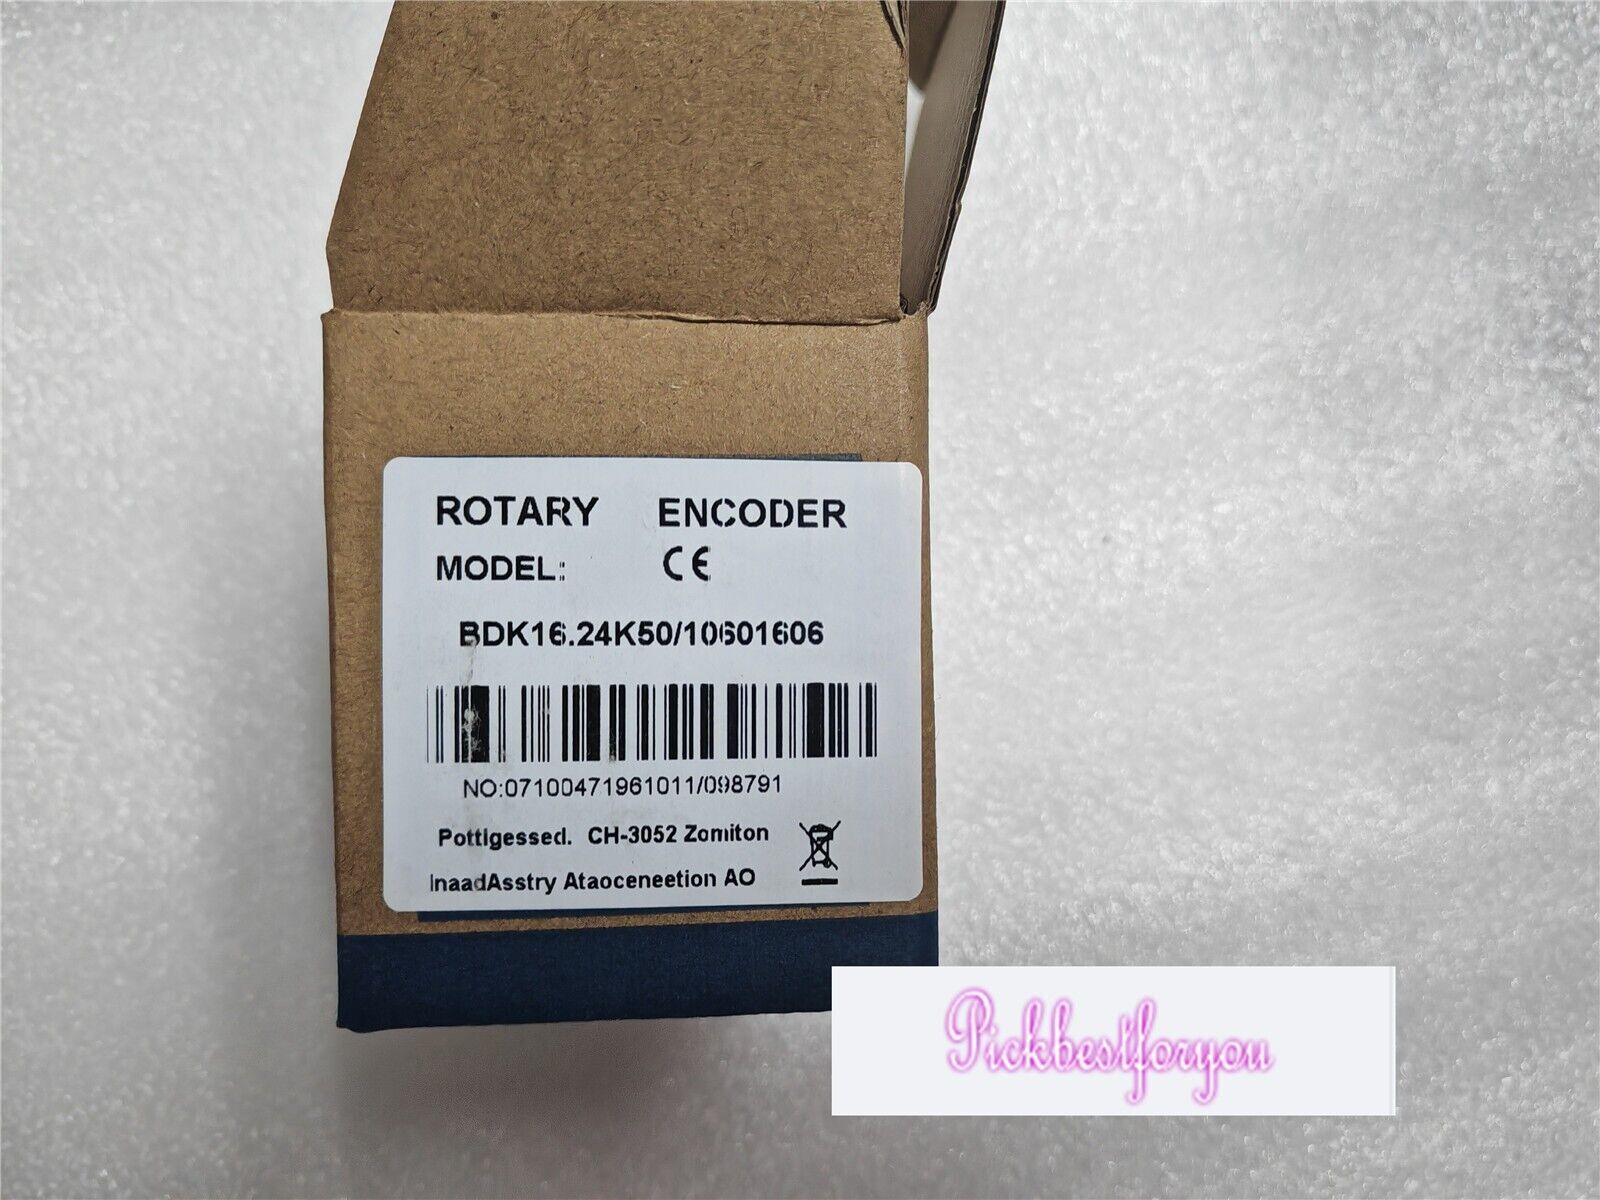 ROTARY ENCODER
MODEL: CE
BDK16.24K50/10601606
NO:07100471961011/098791
Pottigessed. CH-3052 Zomiton
InaadAsstry Ataoceneetion AO
Pickbestforyou